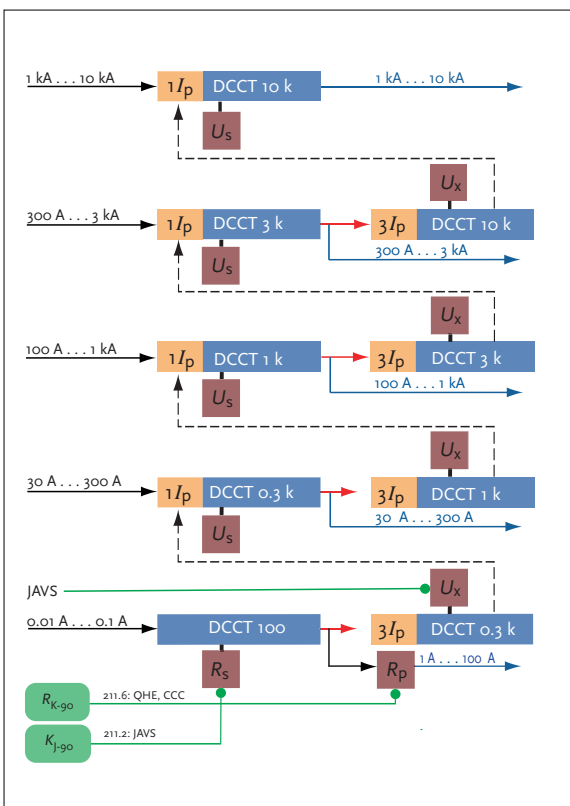 1 kA . . . 10 kA
1Ip DCCT 10 k
1 kA . . . 10 kA
Us
Ux
300 A . . . 3 kA
1Ip DCCT 3 k
3Ip DCCT 10 k
300 A . . . 3 kA
Us
Ux
100 A . . . 1 kA
1Ip DCCT 1 k
3Ip DCCT 3 k
100 A . . . 1 kA
Us
Ux
30 A . . . 300 A
1Ip DCCT 0.3 k
3Ip DCCT 1 k
30 A . . . 300 A
Us
JAVS
Ux
0.01 A . . . 0.1 A
DCCT 100
3Ip DCCT 0.3 k
1 A . . . 100 A
Rs
Rp
RK-90
211.6: QHE, CCC
KJ-90
211.2: JAVS